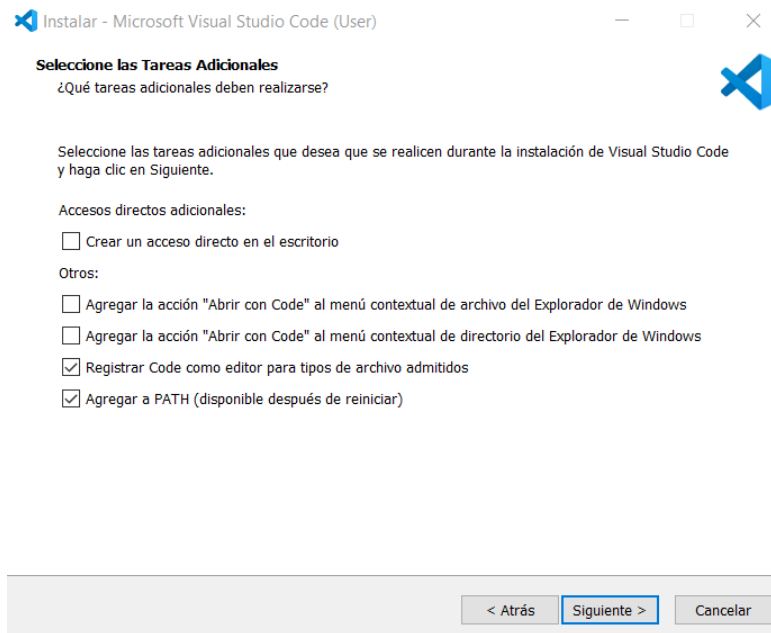 Instalar - Microsoft Visual Studio Code (User)
Seleccione las Tareas Adicionales
¿Qué tareas adicionales deben realizarse?
Seleccione las tareas adicionales que desea que se realicen durante la instalación de Visual Studio Code
y haga clic en Siguiente.
Accesos directos adicionales:
Crear un acceso directo en el escritorio
Otros:
Agregar la acción "Abrir con Code" al menú contextual de archivo del Explorador de Windows
Agregar la acción "Abrir con Code" al menú contextual de directorio del Explorador de Windows
Registrar Code como editor para tipos de archivo admitidos
Agregar a PATH (disponible después de reiniciar)
< Atrás Siguiente > Cancelar